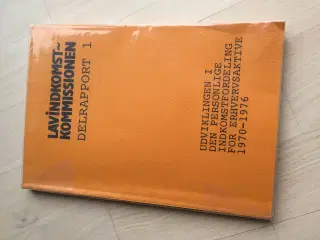 LAVINDKOMST-
KOMMISSIONEN
DELRAPPORT 1
UDVIKLINGEN I
DEN PERSONLIGE
INDKOMSTFORDELING
FOR ERHVERVSAKTIVE
1970-1976